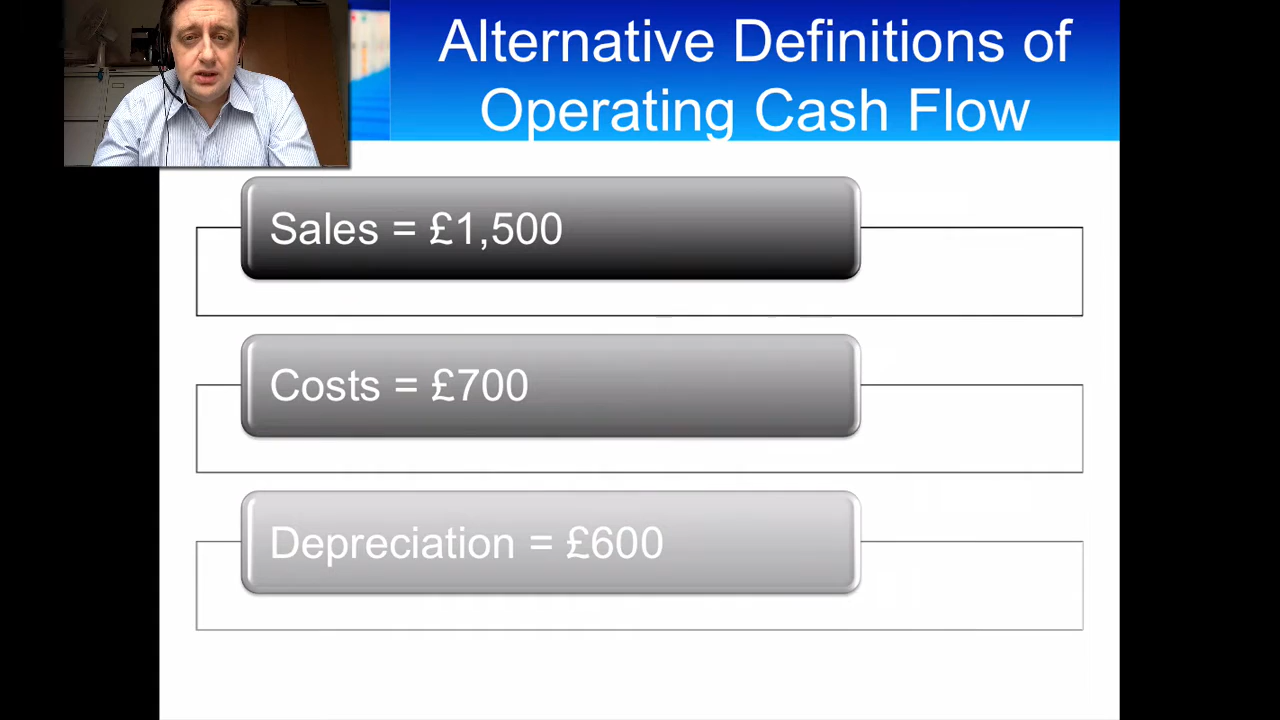 Alternative Definitions of
Operating Cash Flow
Sales = £1,500
Costs = £700
Depreciation = £600